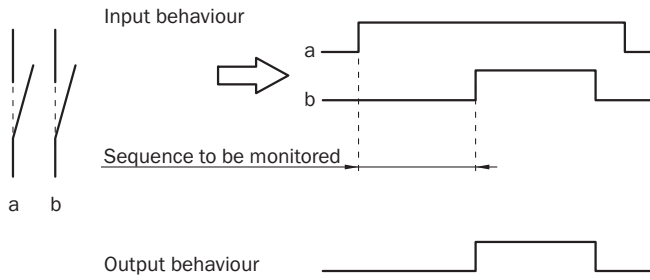 Input behaviour
a
b
Sequence to be monitored
a b
Output behaviour